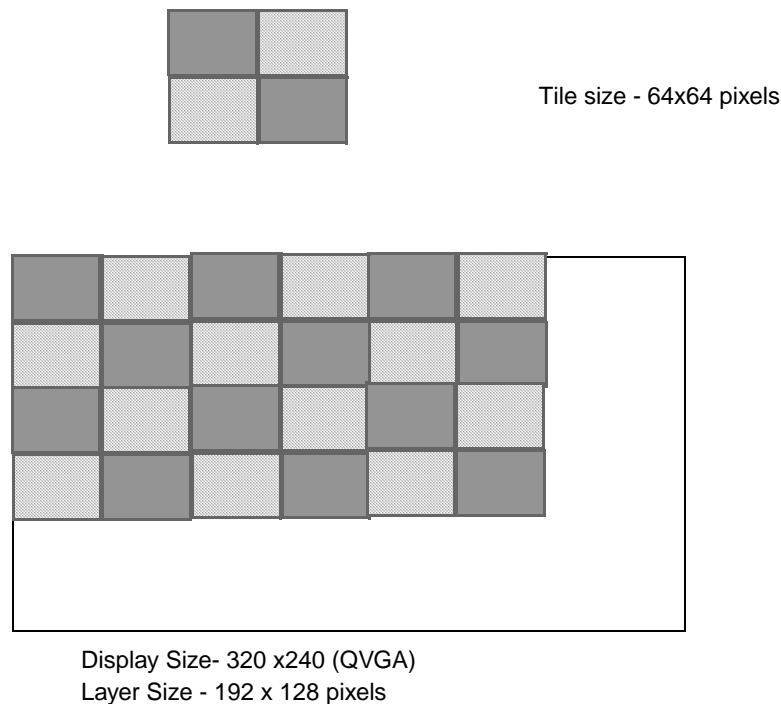 Tile size - 64x64 pixels
Display Size- 320 x240 (QVGA)
Layer Size - 192 x 128 pixels